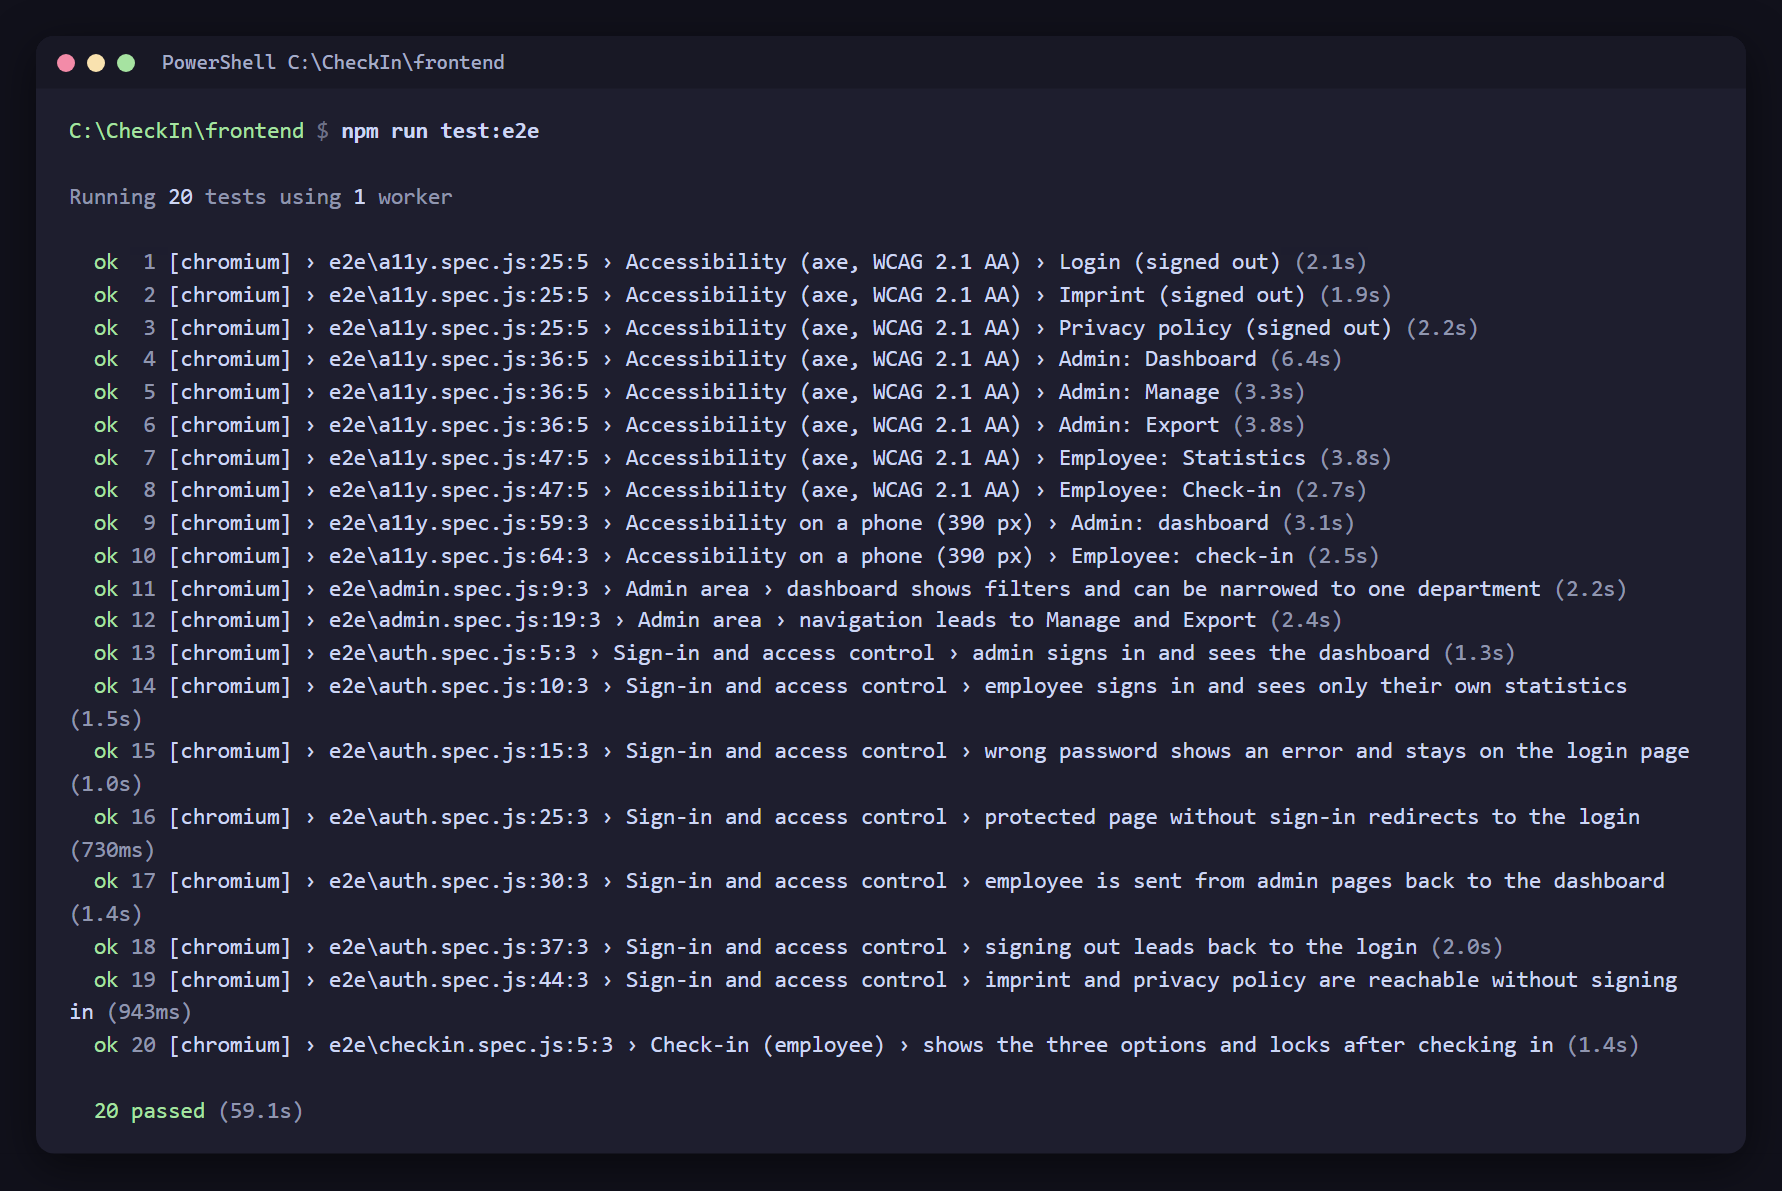 PowerShell C:\CheckIn\frontend
C:\CheckIn\frontend $ npm run test:e2e
Running 20 tests using 1 worker
ok 1 [chromium] › e2e\a11y.spec.js:25:5 › Accessibility (axe, WCAG 2.1 AA) › Login (signed out) (2.1s)
ok 2 [chromium] › e2e\a11y.spec.js:25:5 › Accessibility (axe, WCAG 2.1 AA) › Imprint (signed out) (1.9s)
ok 3 [chromium] › e2e\a11y.spec.js:25:5 › Accessibility (axe, WCAG 2.1 AA) › Privacy policy (signed out) (2.2s)
ok 4 [chromium] › e2e\a11y.spec.js:36:5 › Accessibility (axe, WCAG 2.1 AA) › Admin: Dashboard (6.4s)
ok 5 [chromium] › e2e\a11y.spec.js:36:5 › Accessibility (axe, WCAG 2.1 AA) › Admin: Manage (3.3s)
ok 6 [chromium] › e2e\a11y.spec.js:36:5 › Accessibility (axe, WCAG 2.1 AA) › Admin: Export (3.8s)
ok 7 [chromium] › e2e\a11y.spec.js:47:5 › Accessibility (axe, WCAG 2.1 AA) › Employee: Statistics (3.8s)
ok 8 [chromium] › e2e\a11y.spec.js:47:5 › Accessibility (axe, WCAG 2.1 AA) › Employee: Check-in (2.7s)
ok 9 [chromium] › e2e\a11y.spec.js:59:3 › Accessibility on a phone (390 px) › Admin: dashboard (3.1s)
ok 10 [chromium] › e2e\a11y.spec.js:64:3 › Accessibility on a phone (390 px) › Employee: check-in (2.5s)
ok 11 [chromium] › e2e\admin.spec.js:9:3 › Admin area › dashboard shows filters and can be narrowed to one department (2.2s)
ok 12 [chromium] › e2e\admin.spec.js:19:3 › Admin area › navigation leads to Manage and Export (2.4s)
ok 13 [chromium] › e2e\auth.spec.js:5:3 › Sign-in and access control › admin signs in and sees the dashboard (1.3s)
ok 14 [chromium] › e2e\auth.spec.js:10:3 › Sign-in and access control › employee signs in and sees only their own statistics
(1.5s)
ok 15 [chromium] › e2e\auth.spec.js:15:3 › Sign-in and access control › wrong password shows an error and stays on the login page
(1.0s)
ok 16 [chromium] › e2e\auth.spec.js:25:3 › Sign-in and access control › protected page without sign-in redirects to the login
(730ms)
ok 17 [chromium] › e2e\auth.spec.js:30:3 › Sign-in and access control › employee is sent from admin pages back to the dashboard
(1.4s)
ok 18 [chromium] › e2e\auth.spec.js:37:3 › Sign-in and access control › signing out leads back to the login (2.0s)
ok 19 [chromium] › e2e\auth.spec.js:44:3 › Sign-in and access control › imprint and privacy policy are reachable without signing
in (943ms)
ok 20 [chromium] › e2e\checkin.spec.js:5:3 › Check-in (employee) › shows the three options and locks after checking in (1.4s)
20 passed (59.1s)